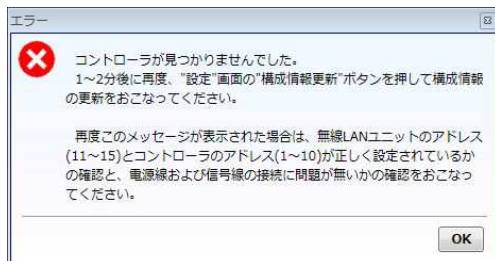 エラー
コントローラが見つかりませんでした。
1～2分後に再度、"設定"画面の"構成情報更新"ボタンを押して構成情報
の更新をおこなってください。
再度このメッセージが表示された場合は、無線LANユニットのアドレス
(11～15)とコントローラのアドレス(1～10)が正しく設定されているか
の確認と、電源線および信号線の接続に問題が無いかの確認をおこなっ
てください。
OK